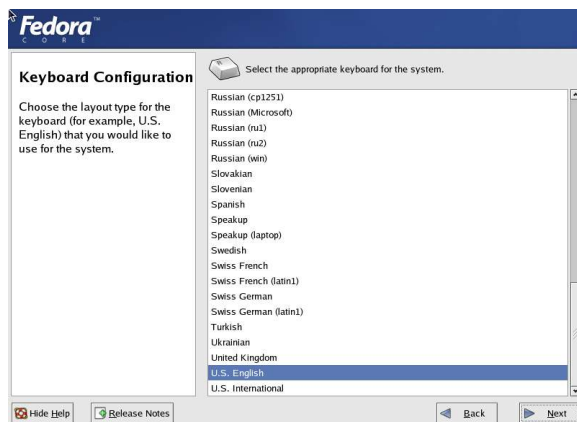 Fedora™
CORE
Keyboard Configuration
Choose the layout type for the
keyboard (for example, U.S.
English) that you would like to
use for the system.
Select the appropriate keyboard for the system.
Russian (cp1251)
Russian (Microsoft)
Russian (ru1)
Russian (ru2)
Russian (win)
Slovakian
Slovenian
Spanish
Speakup
Speakup (laptop)
Swedish
Swiss French
Swiss French (latin1)
Swiss German
Swiss German (latin1)
Turkish
Ukrainian
United Kingdom
U.S. English
U.S. International
Hide Help
Release Notes
Back
Next